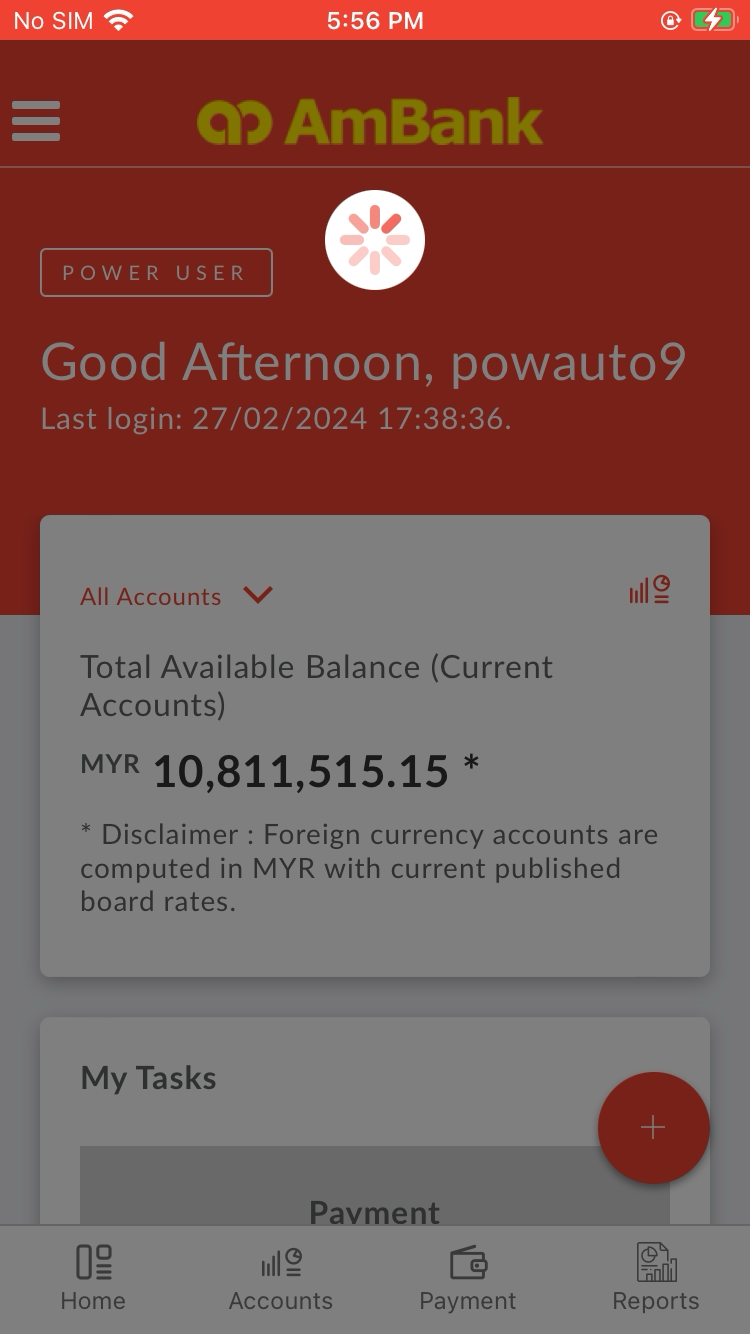 No SIM 5:56 PM
AmBank
POWER USER
Good Afternoon, powauto9
Last login: 27/02/2024 17:38:36.
All Accounts
Total Available Balance (Current
Accounts)
MYR 10,811,515.15 *
* Disclaimer : Foreign currency accounts are
computed in MYR with current published
board rates.
My Tasks
Payment
Home Accounts Payment Reports